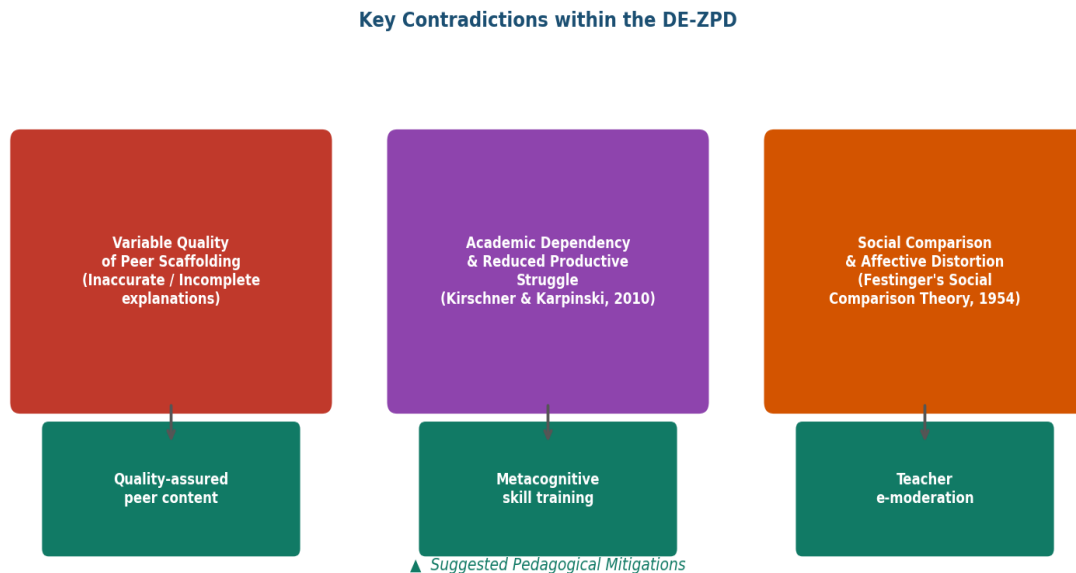 Key Contradictions within the DE-ZPD
Variable Quality
of Peer Scaffolding
(Inaccurate / Incomplete
explanations)
Academic Dependency
& Reduced Productive
Struggle
(Kirschner & Karpinski, 2010)
Social Comparison
& Affective Distortion
(Festinger's Social
Comparison Theory, 1954)
Quality-assured
peer content
Metacognitive
skill training
Teacher
e-moderation
▲ Suggested Pedagogical Mitigations